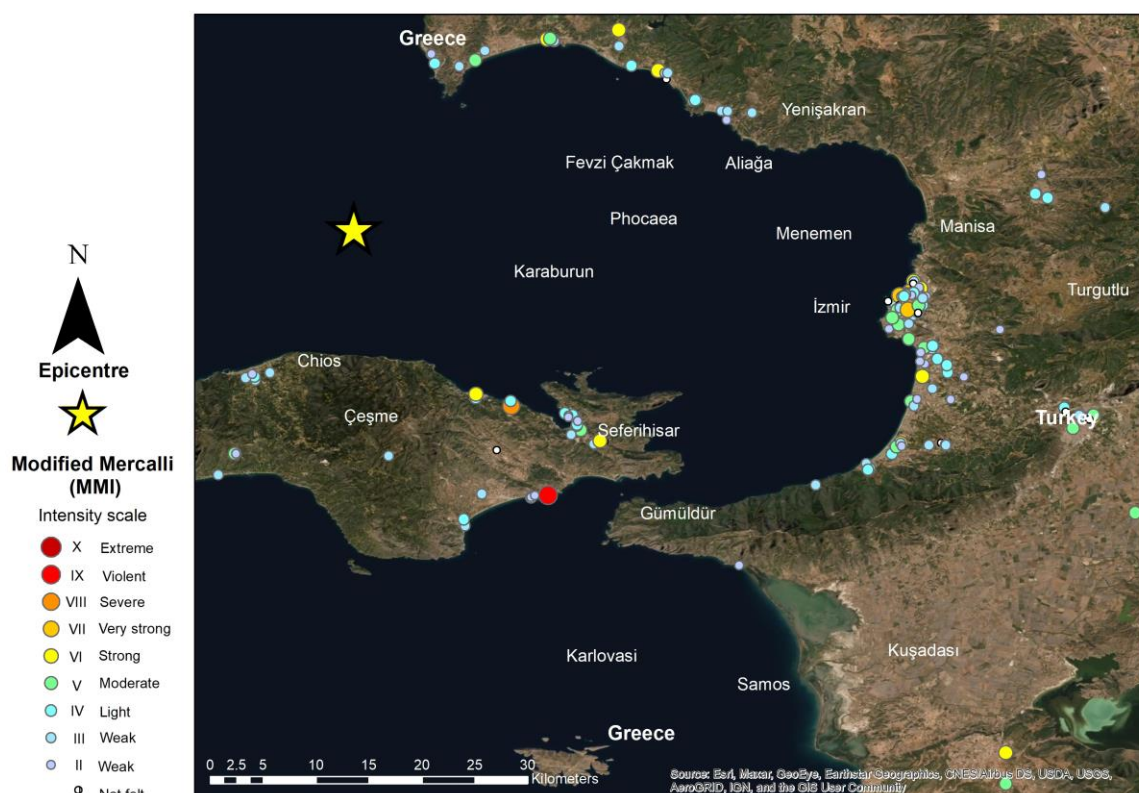 N
Epicentre
Modified Mercalli
(MMI)
Intensity scale
X Extreme
IX Violent
VIII Severe
VII Very strong
VI Strong
V Moderate
IV Light
III Weak
II Weak
Not felt
Greece
Yenişakran
Fevzi Çakmak
Aliağa
Phocaea
Menemen
Manisa
Karaburun
Turgutlu
İzmir
Chios
Çeşme
Seferihisar
Turkey
Gümüldür
Karlovasi
Kuşadası
Samos
Greece
0 2.5 5 10 15 20 25 30
Kilometers
Source: Esri, Maxar, GeoEye, Earthstar Geographics, CNES/Airbus DS, USDA, USGS,
AeroGRID, IGN, and the GIS User Community